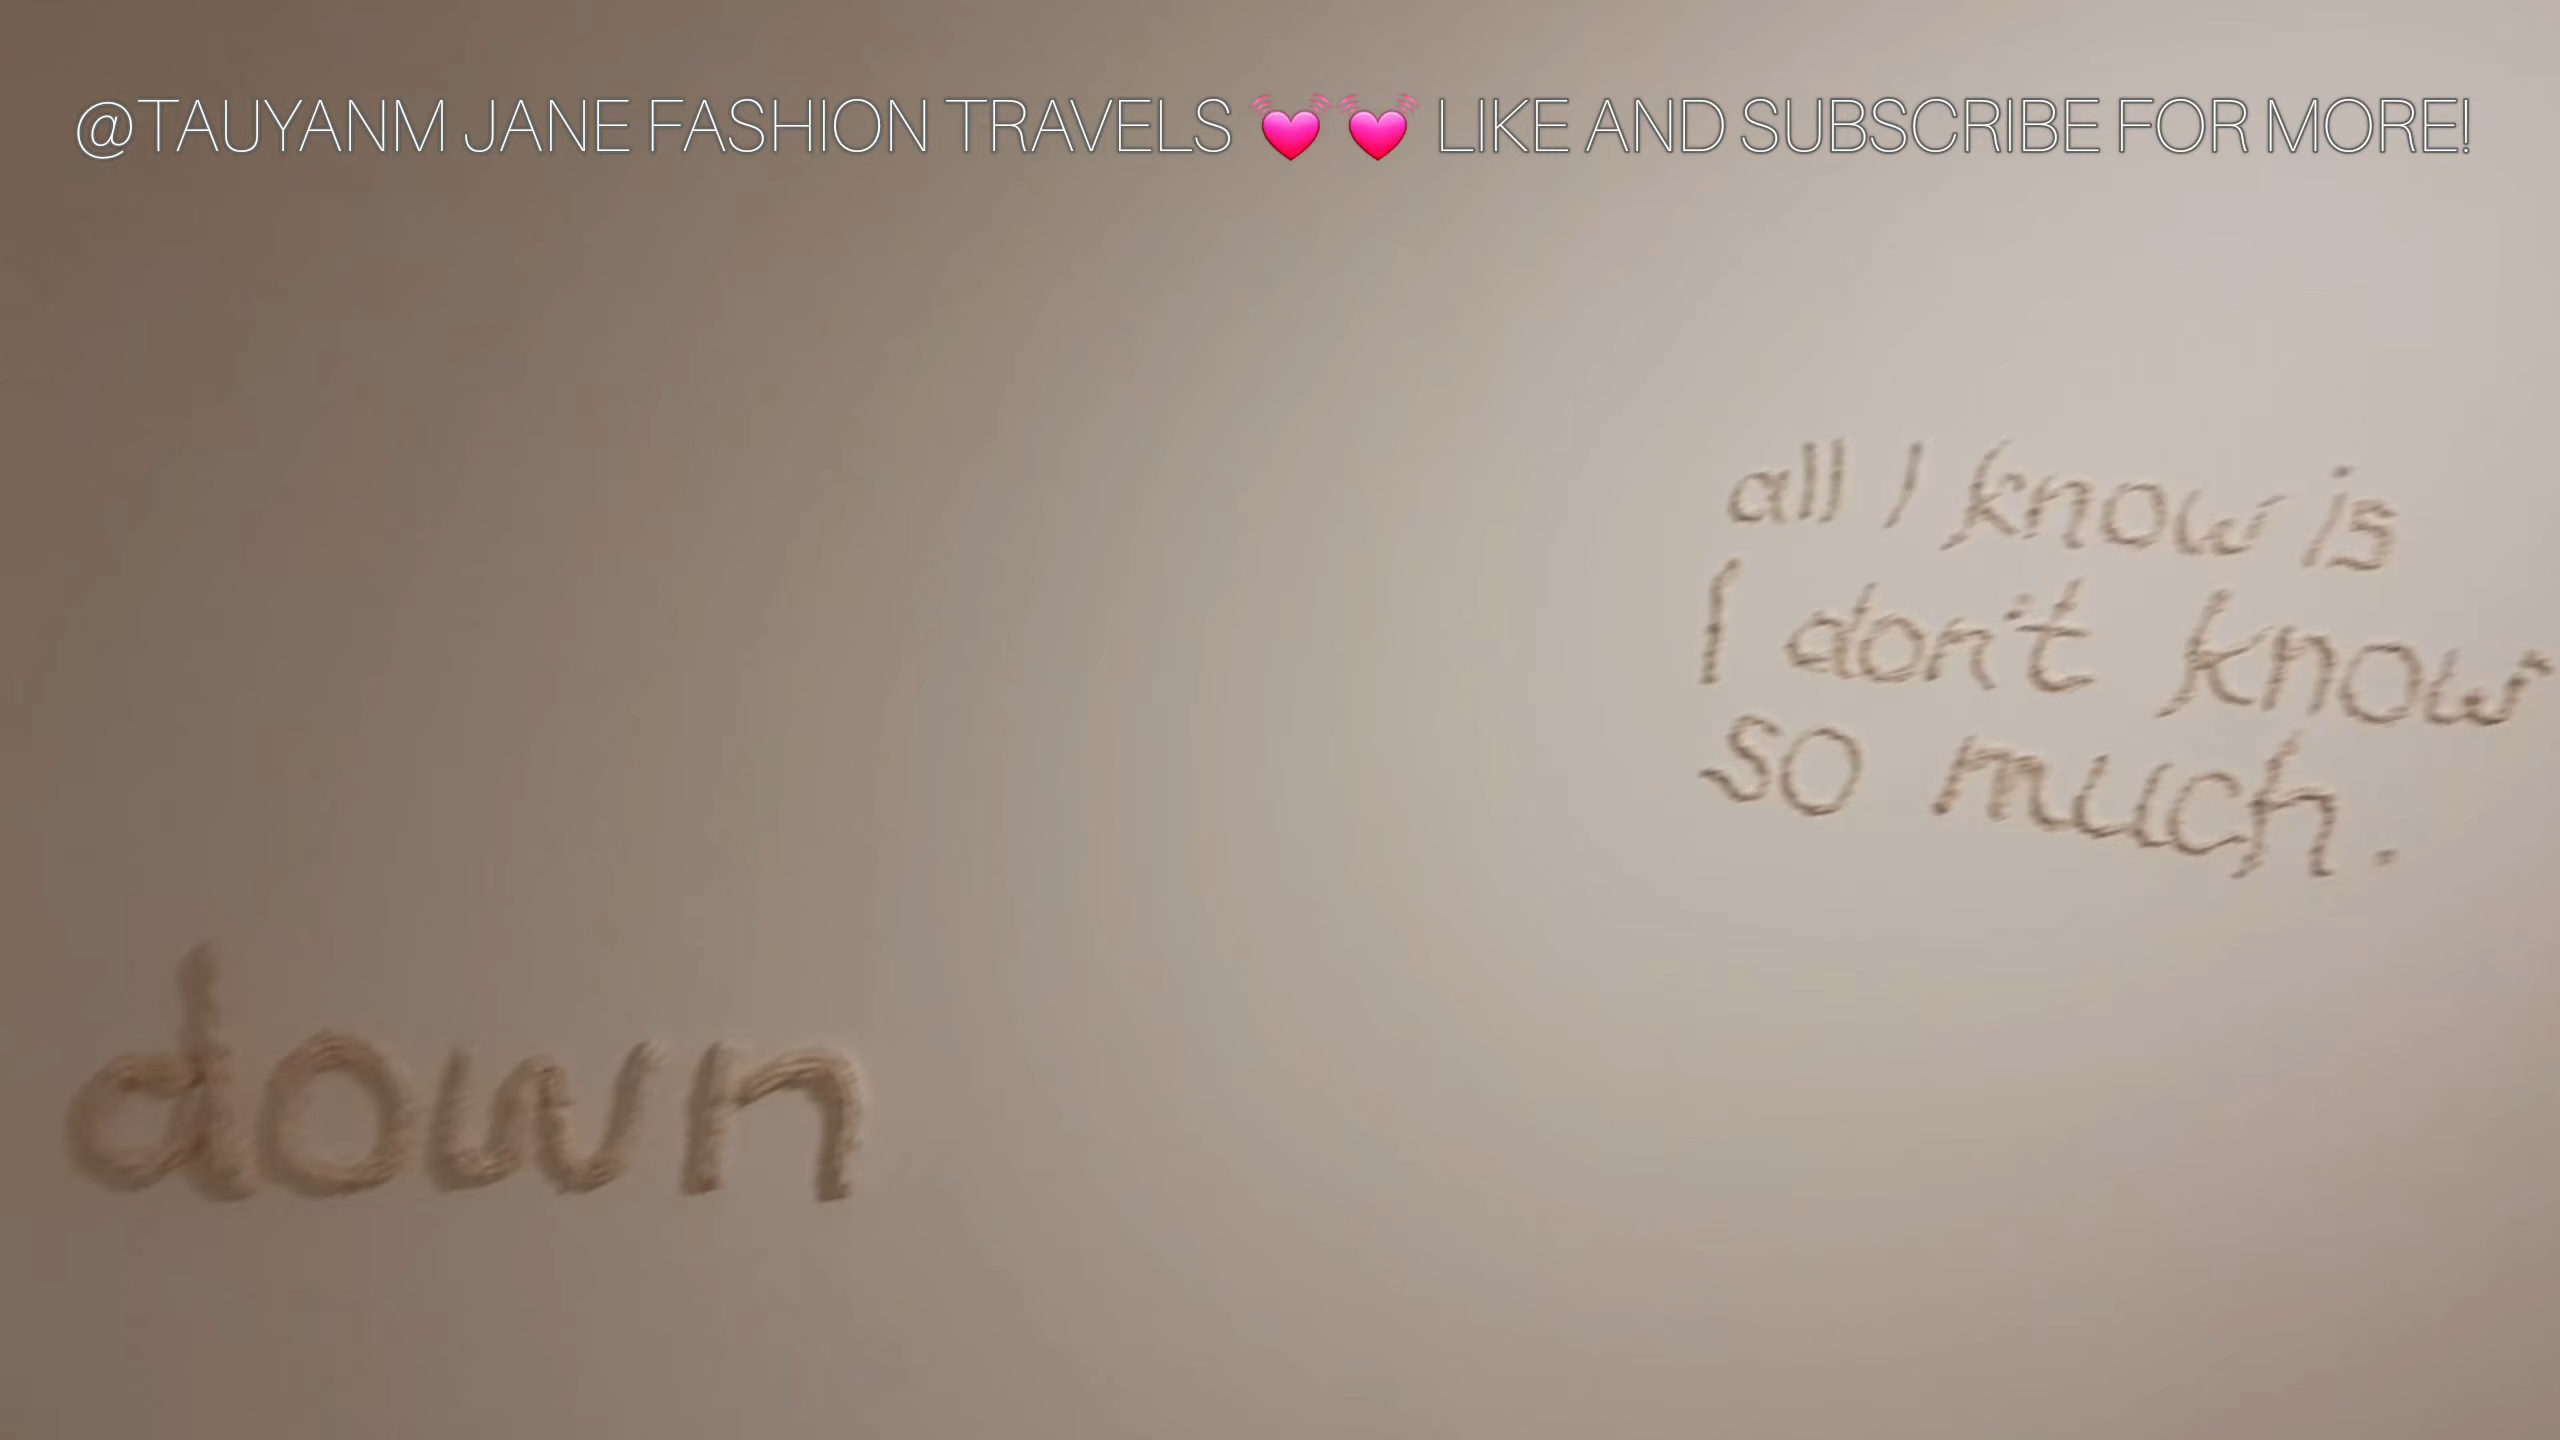 @TAUYANM JANE FASHION TRAVELS 💓💓 LIKE AND SUBSCRIBE FOR MORE!
all I know is
I don't know
so much.
down